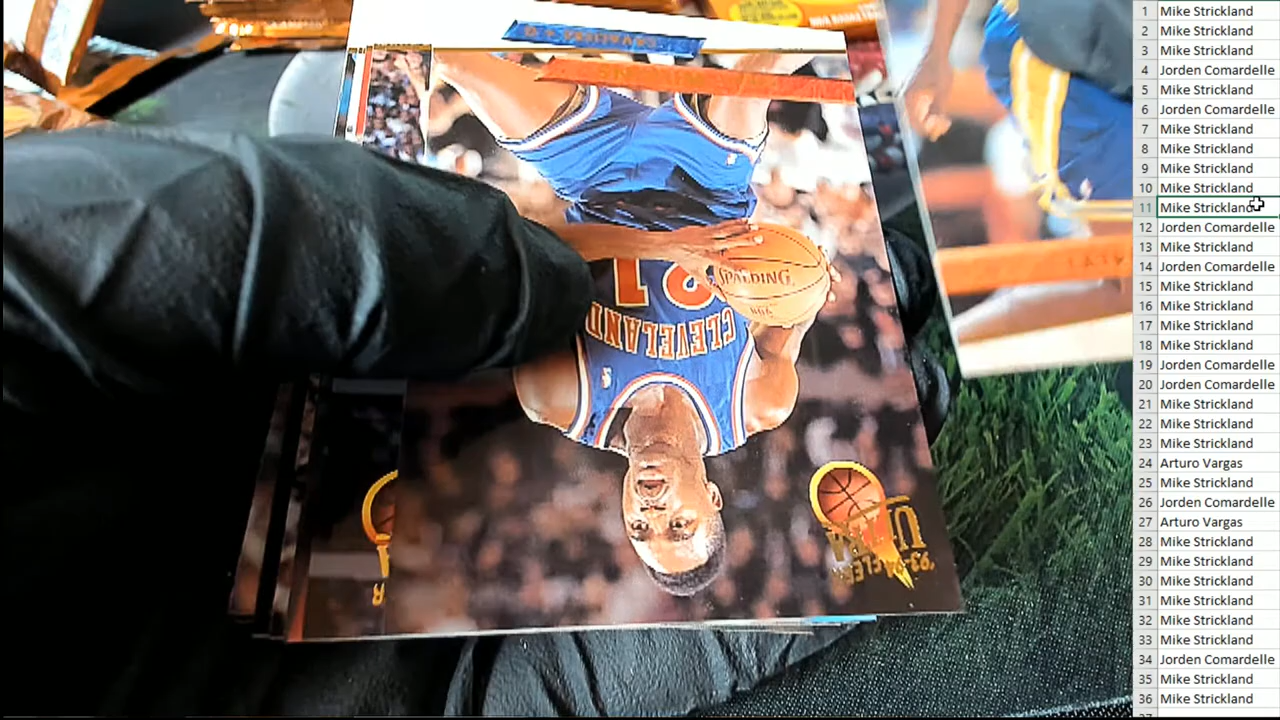 SPALDING
NBA
21
CLEVELAND
'93-94 FLEER
ULTRA
1 Mike Strickland
2 Mike Strickland
3 Mike Strickland
4 Jorden Comardelle
5 Mike Strickland
6 Jorden Comardelle
7 Mike Strickland
8 Mike Strickland
9 Mike Strickland
10 Mike Strickland
11 Mike Strickland
12 Jorden Comardelle
13 Mike Strickland
14 Jorden Comardelle
15 Mike Strickland
16 Mike Strickland
17 Mike Strickland
18 Mike Strickland
19 Jorden Comardelle
20 Jorden Comardelle
21 Mike Strickland
22 Mike Strickland
23 Mike Strickland
24 Arturo Vargas
25 Mike Strickland
26 Jorden Comardelle
27 Arturo Vargas
28 Mike Strickland
29 Mike Strickland
30 Mike Strickland
31 Mike Strickland
32 Mike Strickland
33 Mike Strickland
34 Jorden Comardelle
35 Mike Strickland
36 Mike Strickland